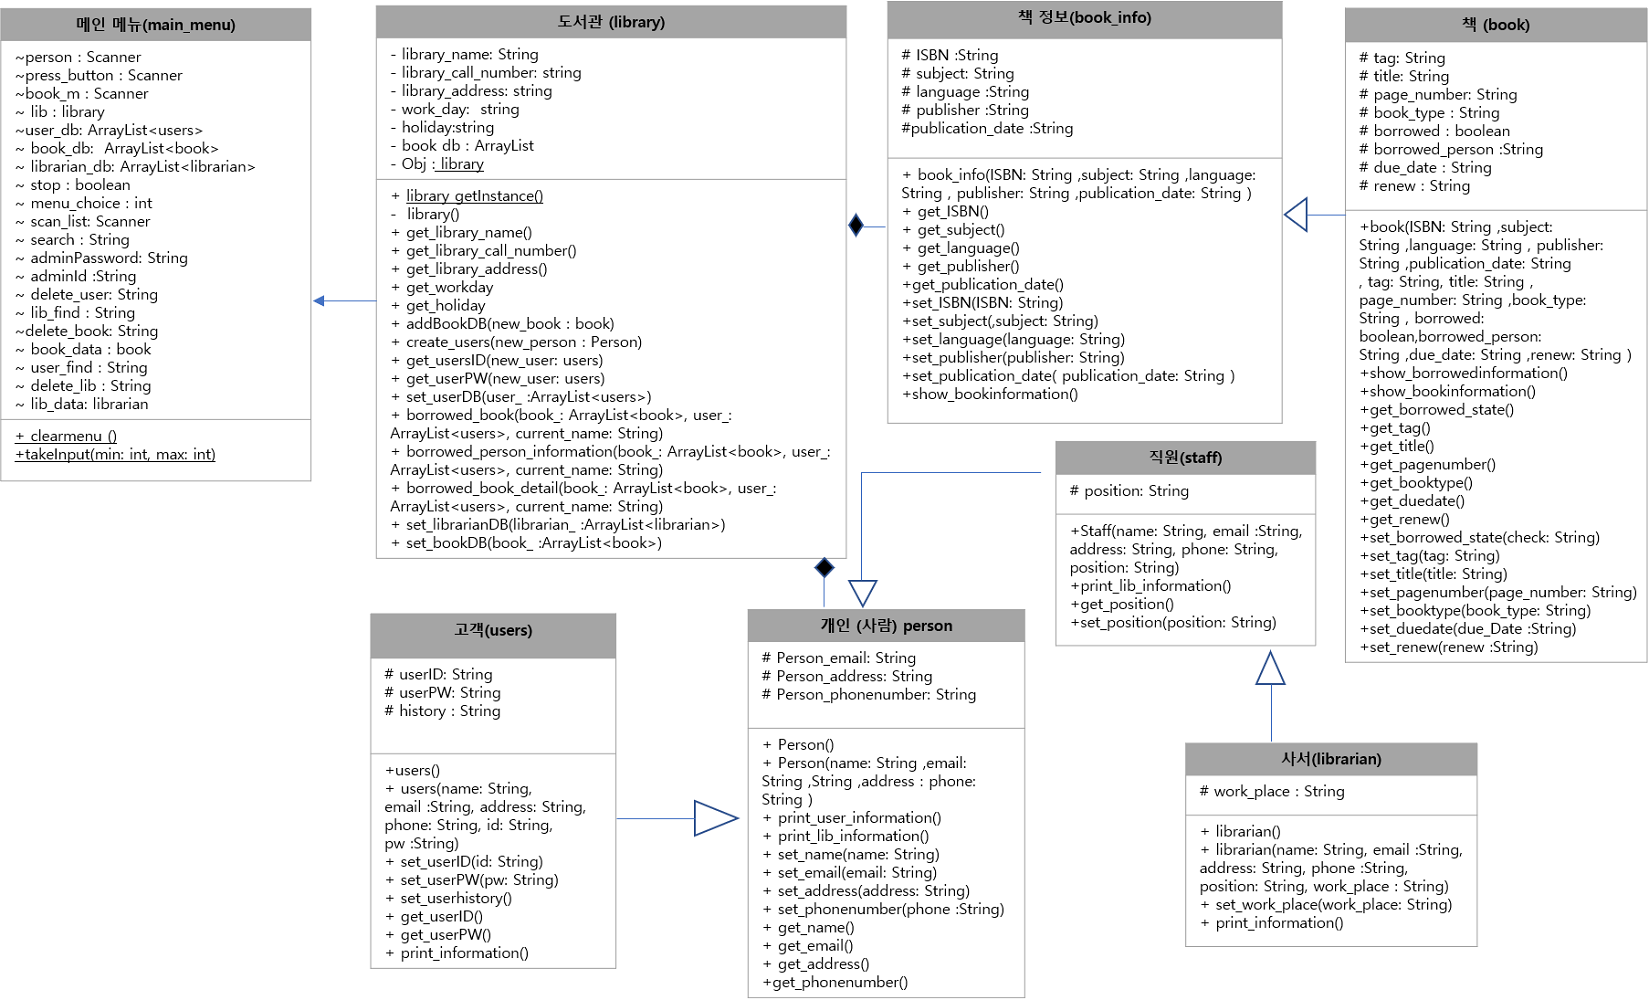 메인 메뉴(main_menu)
~person : Scanner
~press_button : Scanner
~book_m : Scanner
~ lib : library
~user_db: ArrayList<users>
~ book_db:  ArrayList<book>
~ librarian_db: ArrayList<librarian>
~ stop : boolean
~ menu_choice : int
~ scan_list: Scanner
~ search : String
~ adminPassword: String
~ adminId :String
~ delete_user: String
~ lib_find : String
~delete_book: String
~ book_data : book
~ user_find : String
~ delete_lib : String
~ lib_data: librarian
+ clearmenu ()
+takeInput(min: int, max: int)
도서관 (library)
- library_name: String
- library_call_number: string
- library_address: string
- work_day:  string
- holiday:string
- book db : ArrayList
- Obj : library
+ library getInstance()
- library()
+ get_library_name()
+ get_library_call_number()
+ get_library_address()
+ get_workday
+ get_holiday
+ addBookDB(new_book : book)
+ create_users(new_person : Person)
+ get_usersID(new_user: users)
+ get_userPW(new_user: users)
+ set_userDB(user_ :ArrayList<users>)
+ borrowed_book(book_: ArrayList<book>, user_:
ArrayList<users>, current_name: String)
+ borrowed_person_information(book_: ArrayList<book>, user_:
ArrayList<users>, current_name: String)
+ borrowed_book_detail(book_: ArrayList<book>, user_:
ArrayList<users>, current_name: String)
+ set_librarianDB(librarian_ :ArrayList<librarian>)
+ set_bookDB(book_ :ArrayList<book>)
책 정보(book_info)
# ISBN :String
# subject: String
# language :String
# publisher :String
#publication_date :String
+ book_info(ISBN: String ,subject: String ,language:
String , publisher: String ,publication_date: String )
+ get_ISBN()
+ get_subject()
+ get_language()
+ get_publisher()
+get_publication_date()
+set_ISBN(ISBN: String)
+set_subject(,subject: String)
+set_language(language: String)
+set_publisher(publisher: String)
+set_publication_date( publication_date: String )
+show_bookinformation()
책 (book)
# tag: String
# title: String
# page_number: String
# book_type : String
# borrowed : boolean
# borrowed_person :String
# due_date : String
# renew : String
+book(ISBN: String ,subject:
String ,language: String , publisher:
String ,publication_date: String
, tag: String, title: String ,
page_number: String ,book_type:
String , borrowed:
boolean,borrowed_person:
String ,due_date: String ,renew: String )
+show_borrowedinformation()
+show_bookinformation()
+get_borrowed_state()
+get_tag()
+get_title()
+get_pagenumber()
+get_booktype()
+get_duedate()
+get_renew()
+set_borrowed_state(check: String)
+set_tag(tag: String)
+set_title(title: String)
+set_pagenumber(page_number: String)
+set_booktype(book_type: String)
+set_duedate(due_Date :String)
+set_renew(renew :String)
직원(staff)
# position: String
+Staff(name: String, email :String,
address: String, phone: String,
position: String)
+print_lib_information()
+get_position()
+set_position(position: String)
고객(users)
# userID: String
# userPW: String
# history : String
+users()
+ users(name: String,
email :String, address: String,
phone: String, id: String,
pw :String)
+ set_userID(id: String)
+ set_userPW(pw: String)
+ set_userhistory()
+ get_userID()
+ get_userPW()
+ print_information()
개인 (사람) person
# Person_email: String
# Person_address: String
# Person_phonenumber: String
+ Person()
+ Person(name: String ,email:
String ,String ,address : phone:
String )
+ print_user_information()
+ print_lib_information()
+ set_name(name: String)
+ set_email(email: String)
+ set_address(address: String)
+ set_phonenumber(phone :String)
+ get_name()
+ get_email()
+ get_address()
+get_phonenumber()
사서(librarian)
# work_place : String
+ librarian()
+ librarian(name: String, email :String,
address: String, phone :String,
position: String, work_place : String)
+ set_work_place(work_place: String)
+ print_information()